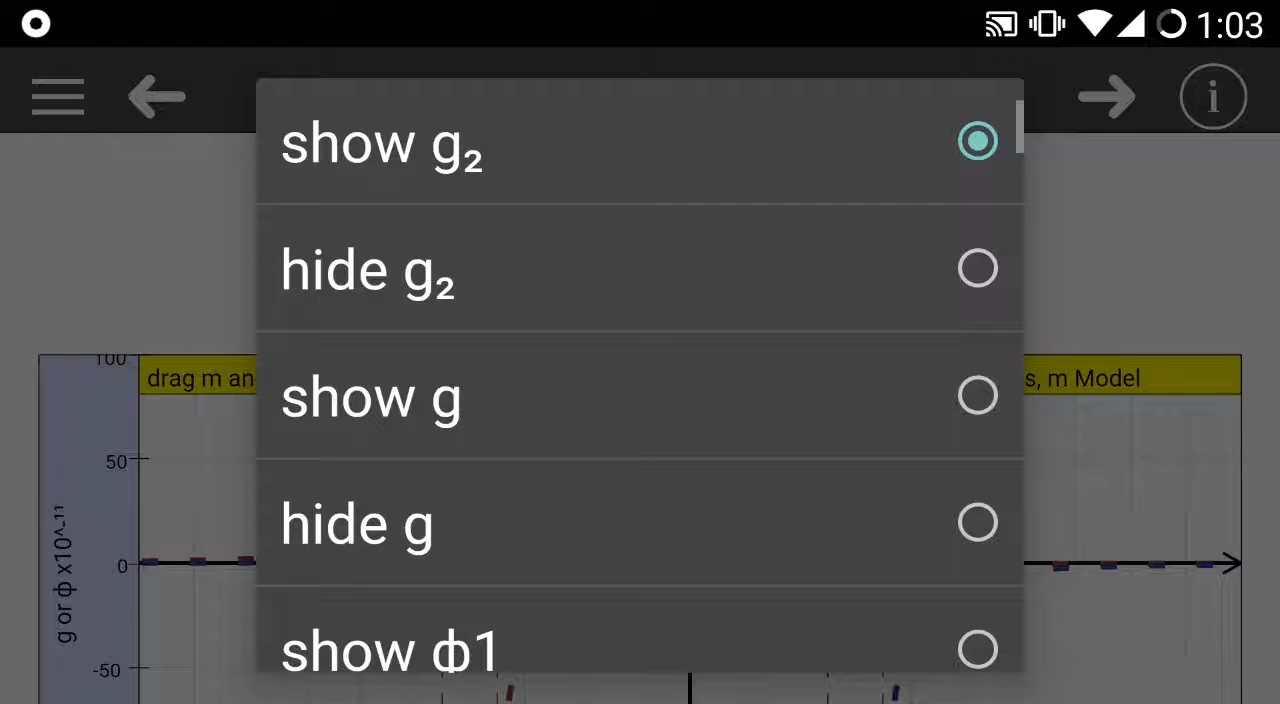 1:03
i
show g₂
hide g₂
show g
hide g
show ф1
100
drag m an
s, m Model
50
0
-50
g or ф x10^-11